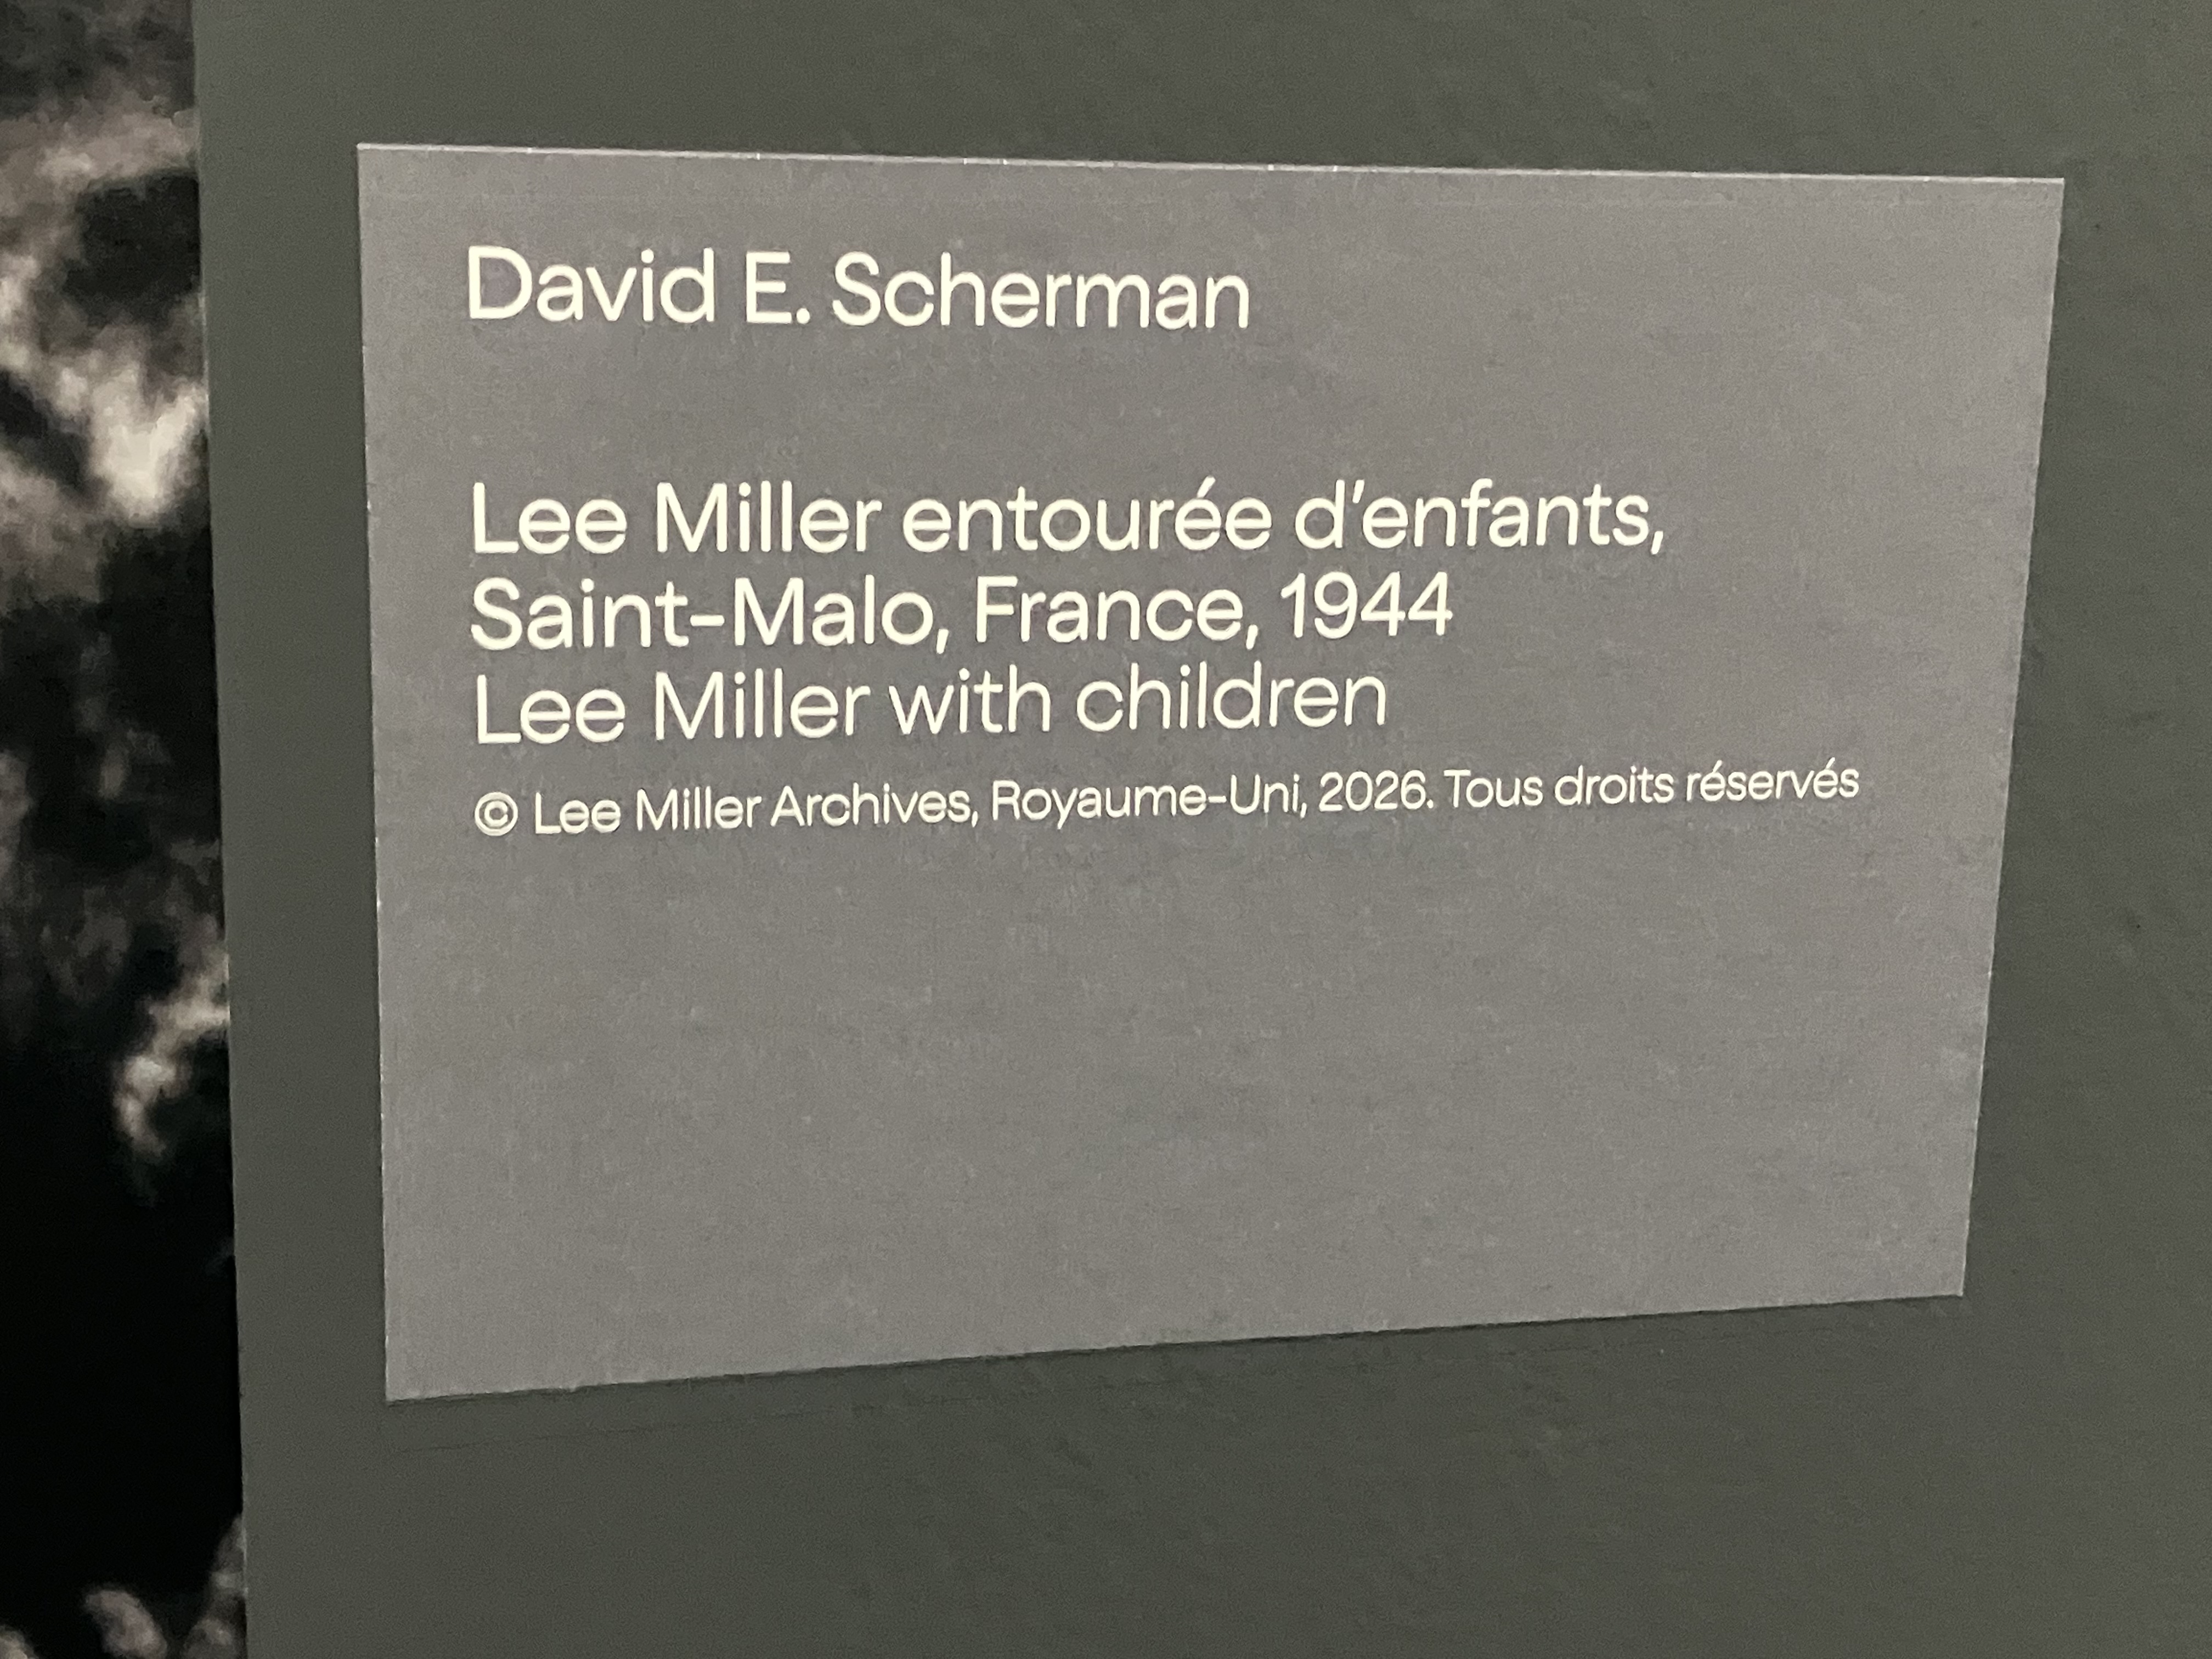 David E. Scherman
Lee Miller entourée d’enfants,
Saint-Malo, France, 1944
Lee Miller with children
© Lee Miller Archives, Royaume-Uni, 2026. Tous droits réservés